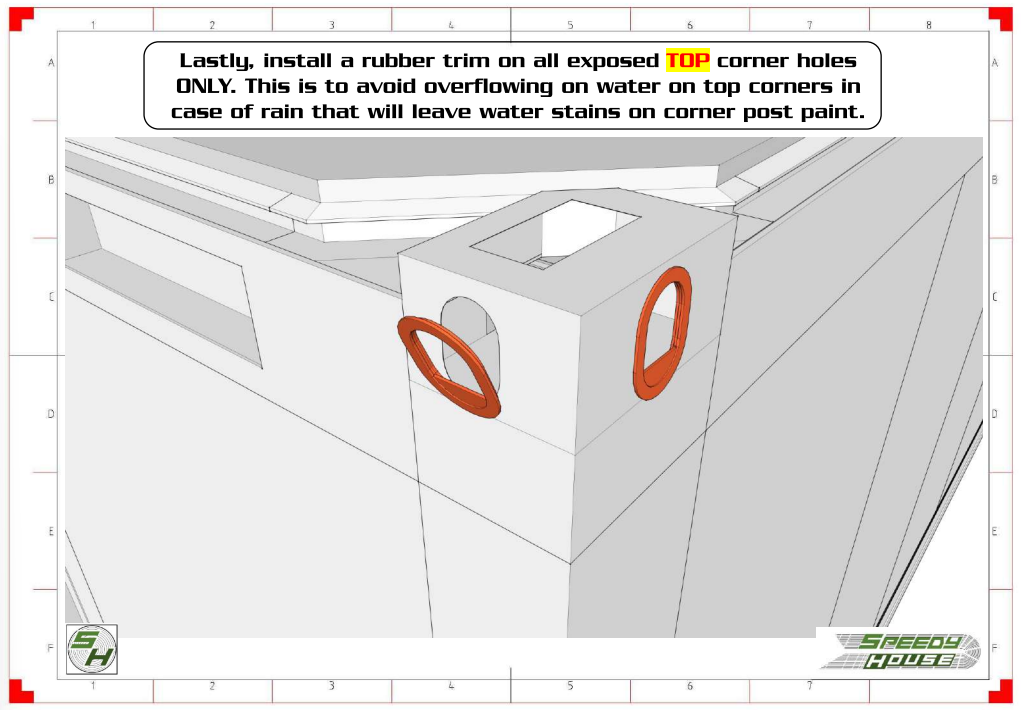 1 2 3 4 5 6 7 8
Lastly, install a rubber trim on all exposed TOP corner holes
ONLY. This is to avoid overflowing on water on top corners in
case of rain that will leave water stains on corner post paint.
A A
B B
C C
D D
E E
F F
SH
SPEEDY
HOUSE
1 2 3 4 5 6 7